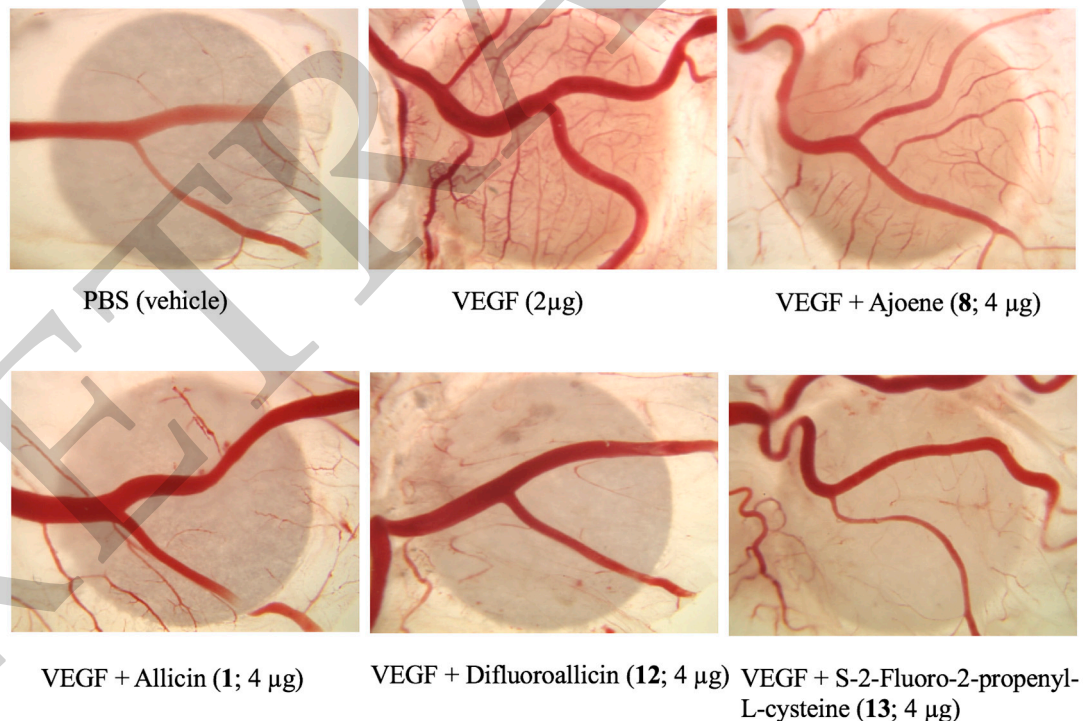 PBS (vehicle)
VEGF (2µg)
VEGF + Ajoene (8; 4 µg)
VEGF + Allicin (1; 4 µg)
VEGF + Difluoroallicin (12; 4 µg)
VEGF + S-2-Fluoro-2-propenyl-
L-cysteine (13; 4 µg)